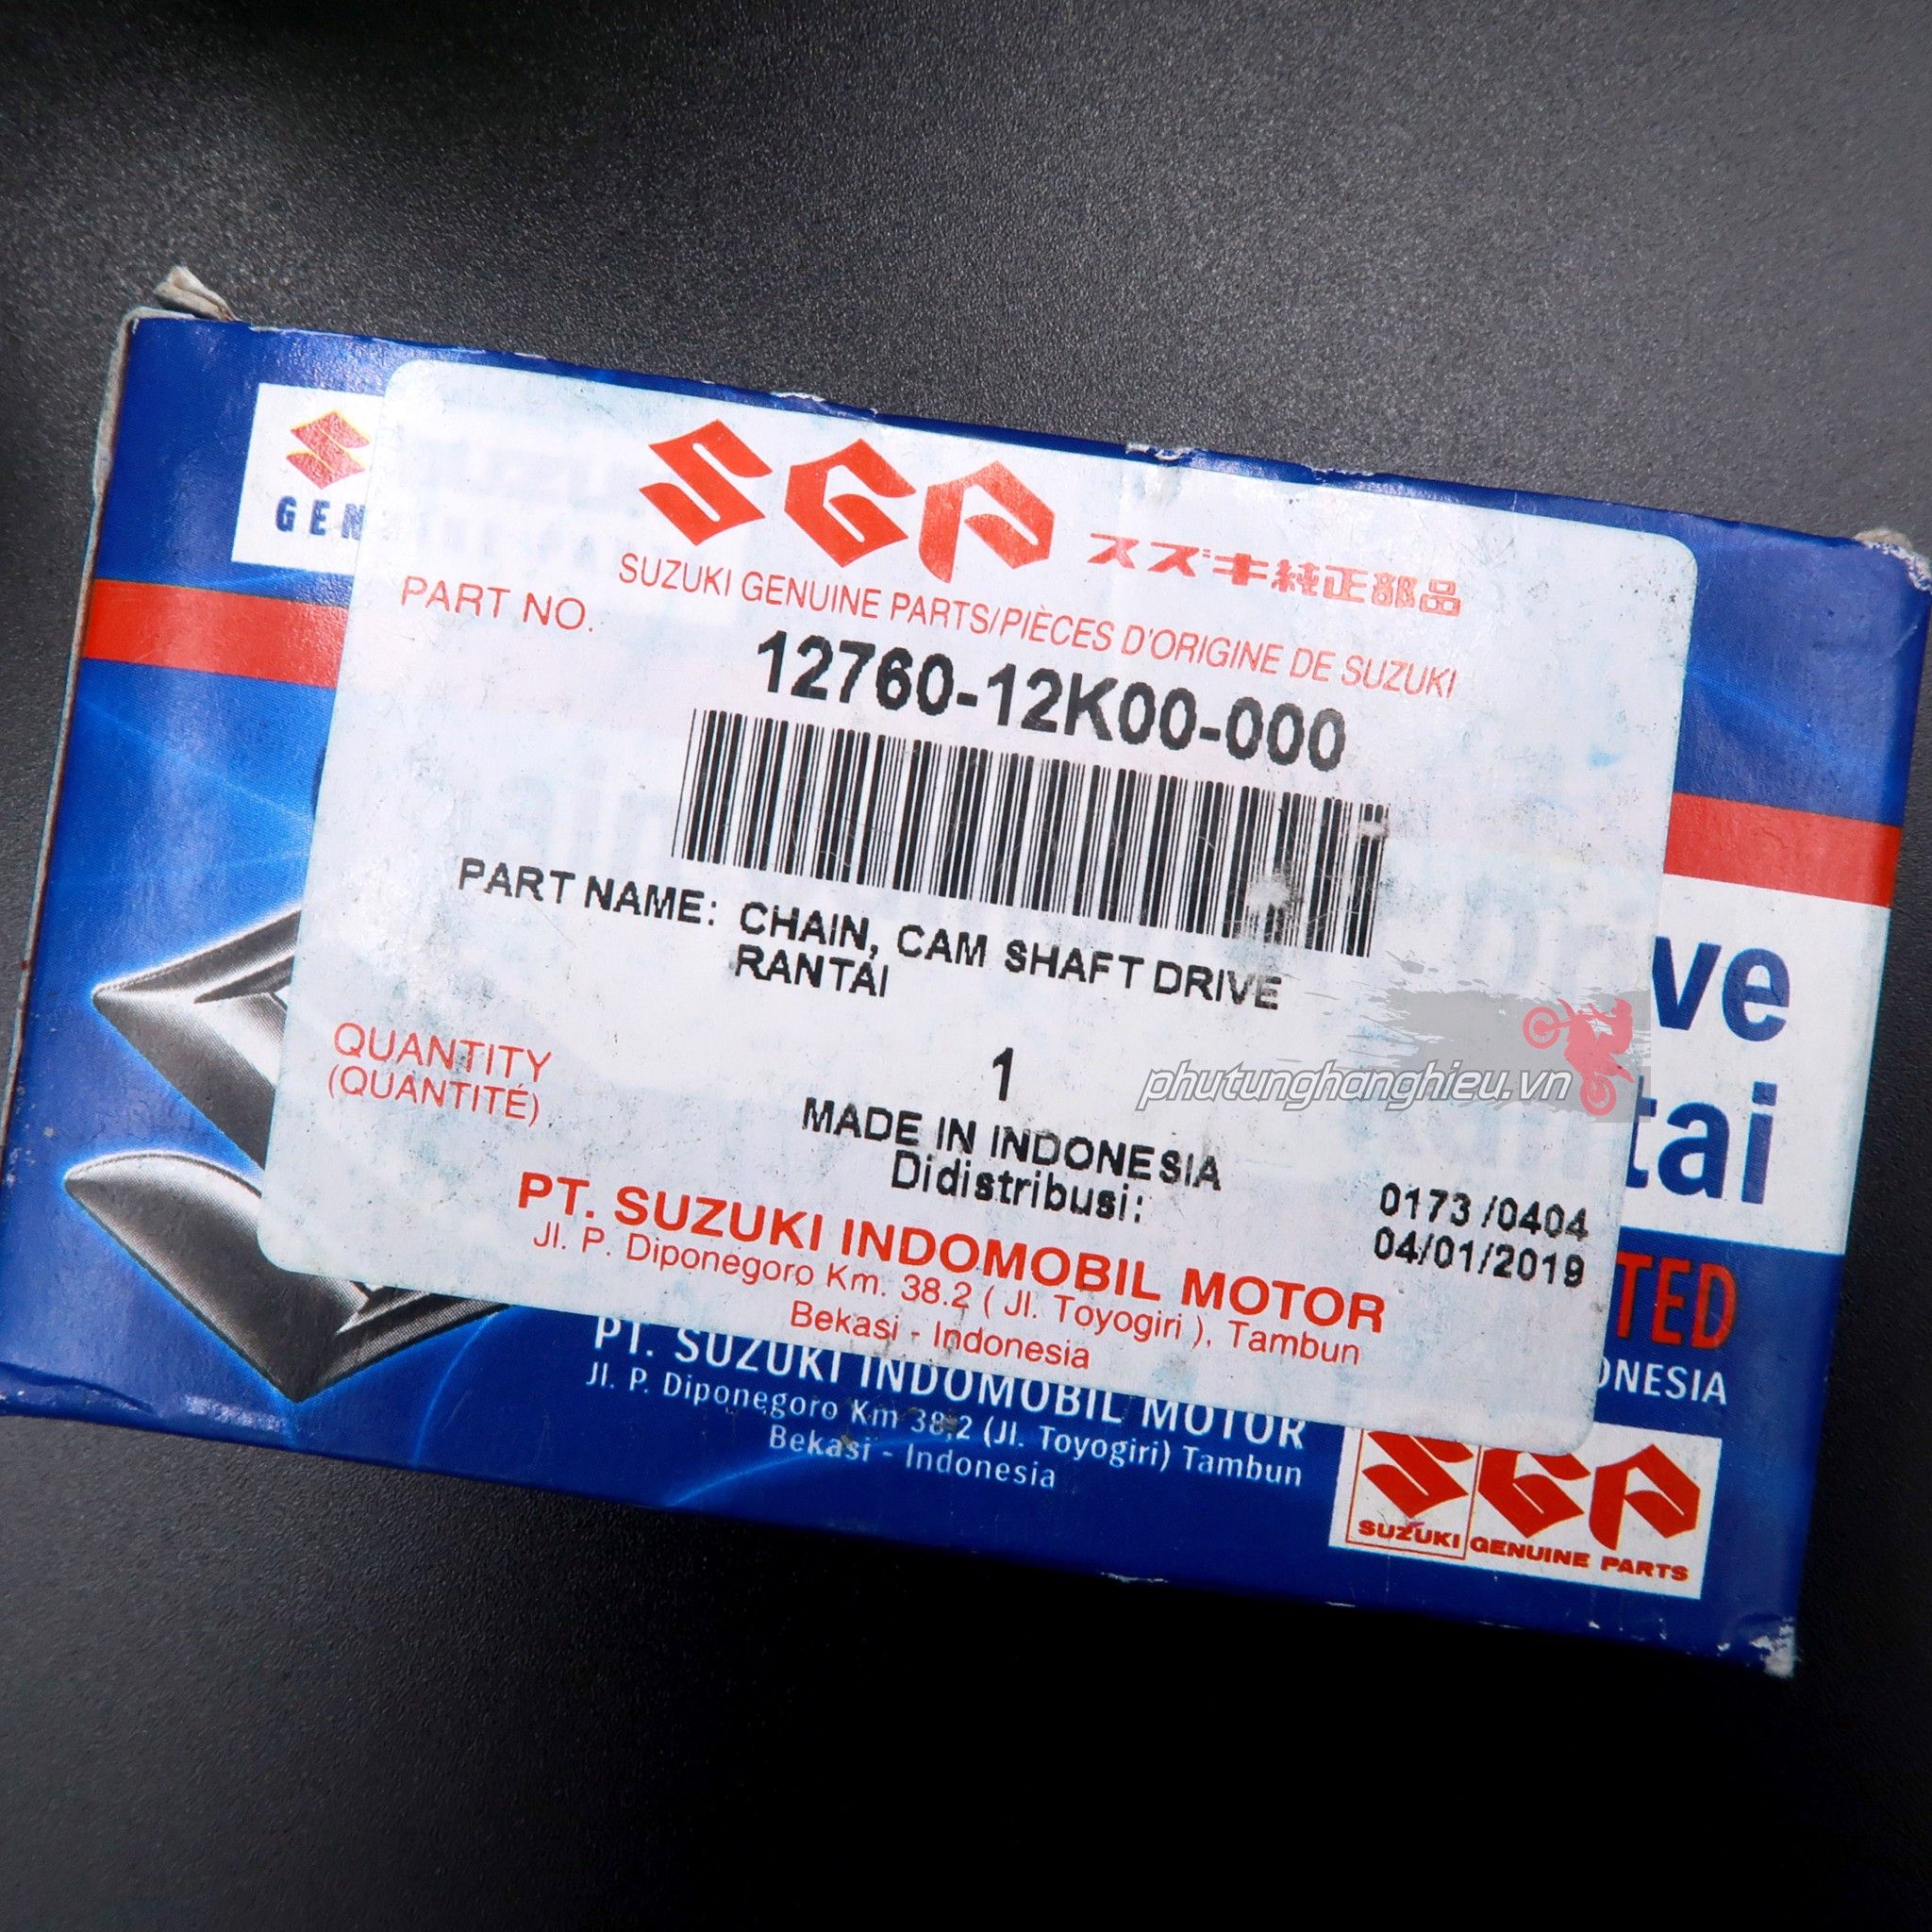 GEN
SGP スズキ純正部品
SUZUKI GENUINE PARTS/PIÈCES D'ORIGINE DE SUZUKI
PART NO.
12760-12K00-000
PART NAME: CHAIN, CAM SHAFT DRIVE
RANTAI
ve
tai
QUANTITY
(QUANTITÉ)
1
phutunghanghieu.vn
MADE IN INDONESIA
Didistribusi:
0173 /0404
04/01/2019
PT. SUZUKI INDOMOBIL MOTOR
Jl. P. Diponegoro Km. 38.2 ( Jl. Toyogiri ), Tambun
Bekasi - Indonesia
TED
ONESIA
PT. SUZUKI INDOMOBIL MOTOR
Jl. P. Diponegoro Km 38,2 (Jl. Toyogiri) Tambun
Bekasi - Indonesia
SGP
SUZUKI GENUINE PARTS